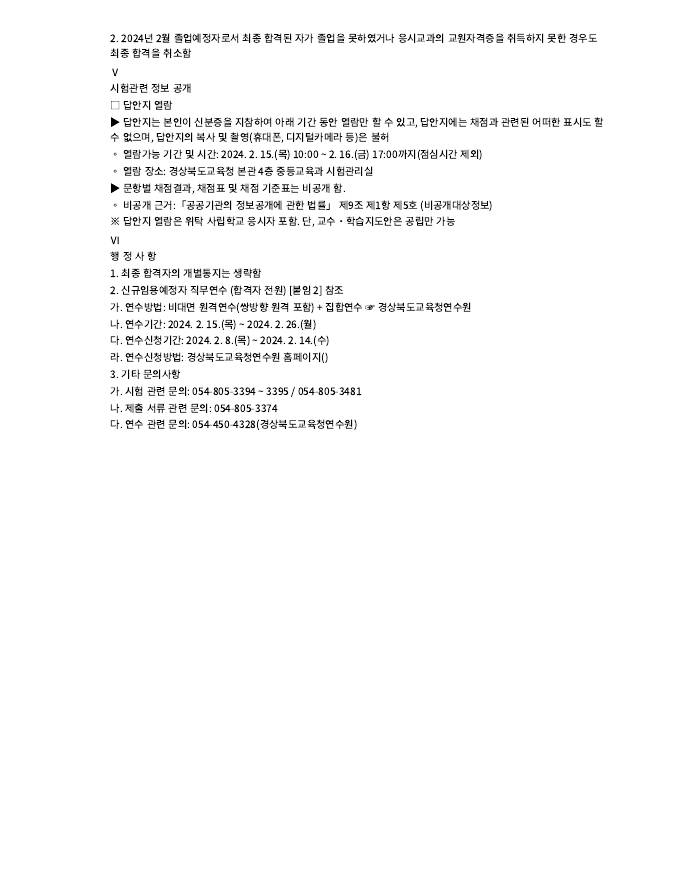 2. 2024년 2월 졸업예정자로서 최종 합격된 자가 졸업을 못하였거나 응시교과의 교원자격증을 취득하지 못한 경우도
최종 합격을 취소함
Ⅴ
시험관련 정보 공개
□ 답안지 열람
▶ 답안지는 본인이 신분증을 지참하여 아래 기간 동안 열람만 할 수 있고, 답안지에는 채점과 관련된 어떠한 표시도 할
수 없으며, 답안지의 복사 및 촬영(휴대폰, 디지털카메라 등)은 불허
◦ 열람가능 기간 및 시간: 2024. 2. 15.(목) 10:00 ~ 2. 16.(금) 17:00까지(점심시간 제외)
◦ 열람 장소: 경상북도교육청 본관 4층 중등교육과 시험관리실
▶ 문항별 채점결과, 채점표 및 채점 기준표는 비공개 함.
◦ 비공개 근거:「공공기관의 정보공개에 관한 법률」 제9조 제1항 제5호 (비공개대상정보)
※ 답안지 열람은 위탁 사립학교 응시자 포함. 단, 교수・학습지도안은 공립만 가능
Ⅵ
행 정 사 항
1. 최종 합격자의 개별통지는 생략함
2. 신규임용예정자 직무연수 (합격자 전원) [붙임 2] 참조
가. 연수방법: 비대면 원격연수(쌍방향 원격 포함) + 집합연수 ☞ 경상북도교육청연수원
나. 연수기간: 2024. 2. 15.(목) ~ 2024. 2. 26.(월)
다. 연수신청기간: 2024. 2. 8.(목) ~ 2024. 2. 14.(수)
라. 연수신청방법: 경상북도교육청연수원 홈페이지()
3. 기타 문의사항
가. 시험 관련 문의: 054-805-3394 ~ 3395 / 054-805-3481
나. 제출 서류 관련 문의: 054-805-3374
다. 연수 관련 문의: 054-450-4328(경상북도교육청연수원)